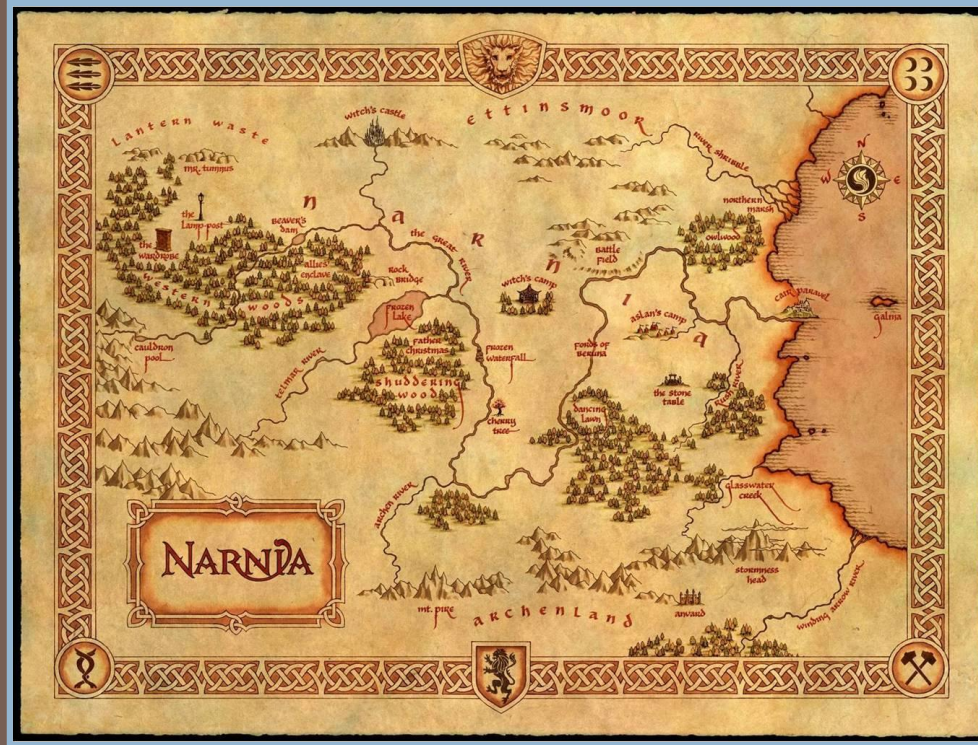 Lantern waste
witch's castle
ettinsmoor
river shribble
mr. tumnus
N
W
E
S
the
Lamp-post
Beaver's
dam
n a r n i a
the great river
northern
marsh
owlwood
the
wardrobe
allies
enclave
Battle
field
Rock
Bridge
witch's camp
western woods
frozen
Lake
cair paravel
galma
aslan's camp
cauldron
pool
father
christmas
frozen
waterfall
fords of
Beruna
telmar river
shuddering
wood
the stone
table
Rush River
dancing
lawn
cherry
tree
archen river
glasswater
creek
Narnia
stormness
head
mt. pire
archenland
anvard
winding arrow river